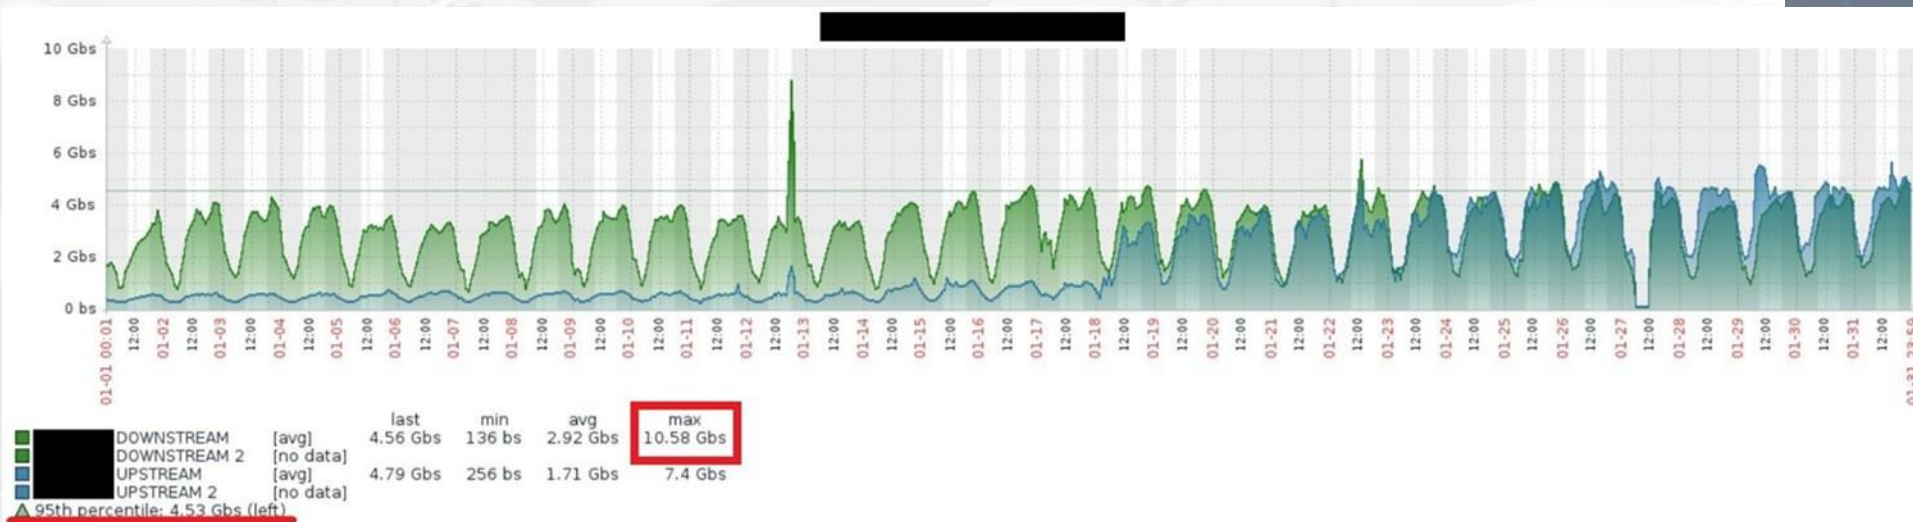 10 Gbs
8 Gbs
6 Gbs
4 Gbs
2 Gbs
0 bs
01-01 00:01 12:00 01-02 12:00 01-03 12:00 01-04 12:00 01-05 12:00 01-06 12:00 01-07 12:00 01-08 12:00 01-09 12:00 01-10 12:00 01-11 12:00 01-12 12:00 01-13 12:00 01-14 12:00 01-15 12:00 01-16 12:00 01-17 12:00 01-18 12:00 01-19 12:00 01-20 12:00 01-21 12:00 01-22 12:00 01-23 12:00 01-24 12:00 01-25 12:00 01-26 12:00 01-27 12:00 01-28 12:00 01-29 12:00 01-30 12:00 01-31 12:00
last min avg max
DOWNSTREAM [avg] 4.56 Gbs 136 bs 2.92 Gbs 10.58 Gbs
DOWNSTREAM 2 [no data]
UPSTREAM [avg] 4.79 Gbs 256 bs 1.71 Gbs 7.4 Gbs
UPSTREAM 2 [no data]
95th percentile: 4.53 Gbs (left)